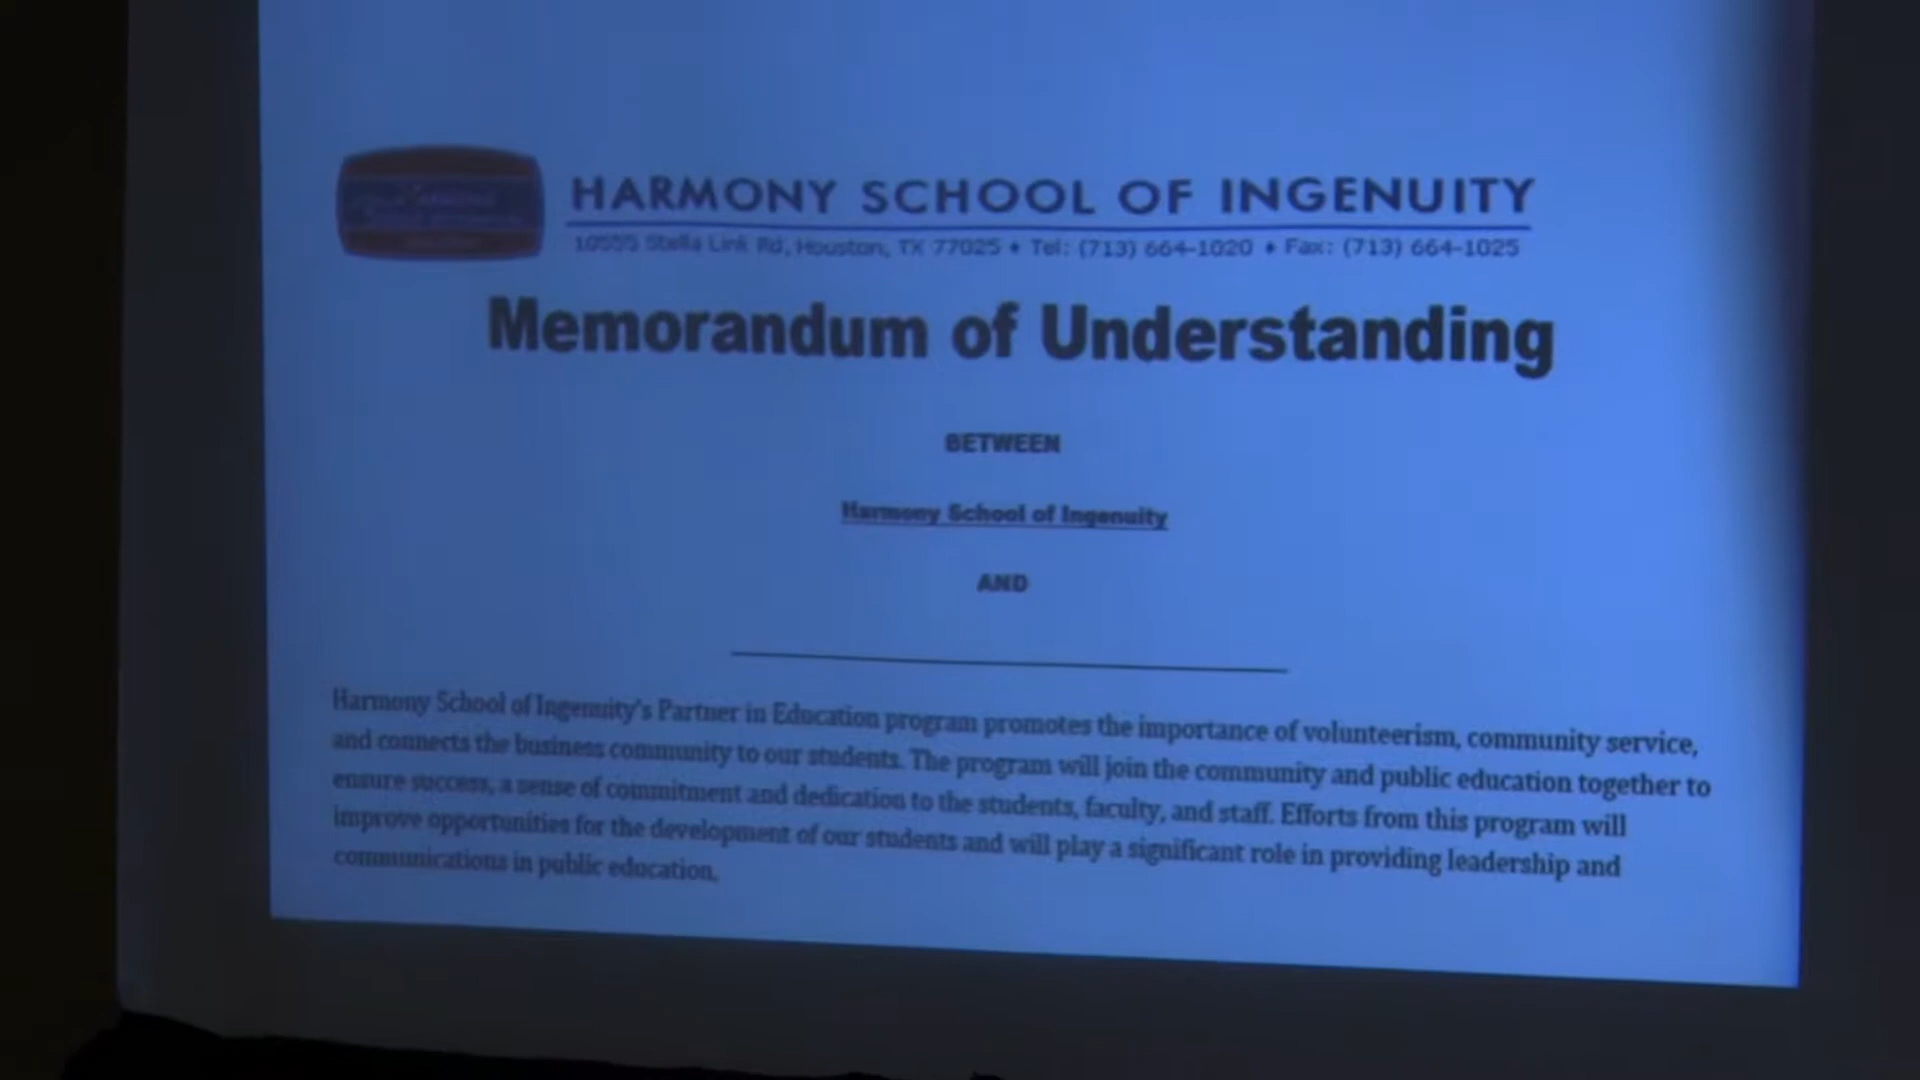 HARMONY SCHOOL OF INGENUITY
10555 Stella Link Rd, Houston, TX 77025 • Tel: (713) 664-1020 • Fax: (713) 664-1025
Memorandum of Understanding
BETWEEN
Harmony School of Ingenuity
AND
Harmony School of Ingenuity's Partner in Education program promotes the importance of volunteerism, community service,
and connects the business community to our students. The program will join the community and public education together to
ensure success, a sense of commitment and dedication to the students, faculty, and staff. Efforts from this program will
improve opportunities for the development of our students and will play a significant role in providing leadership and
communications in public education.